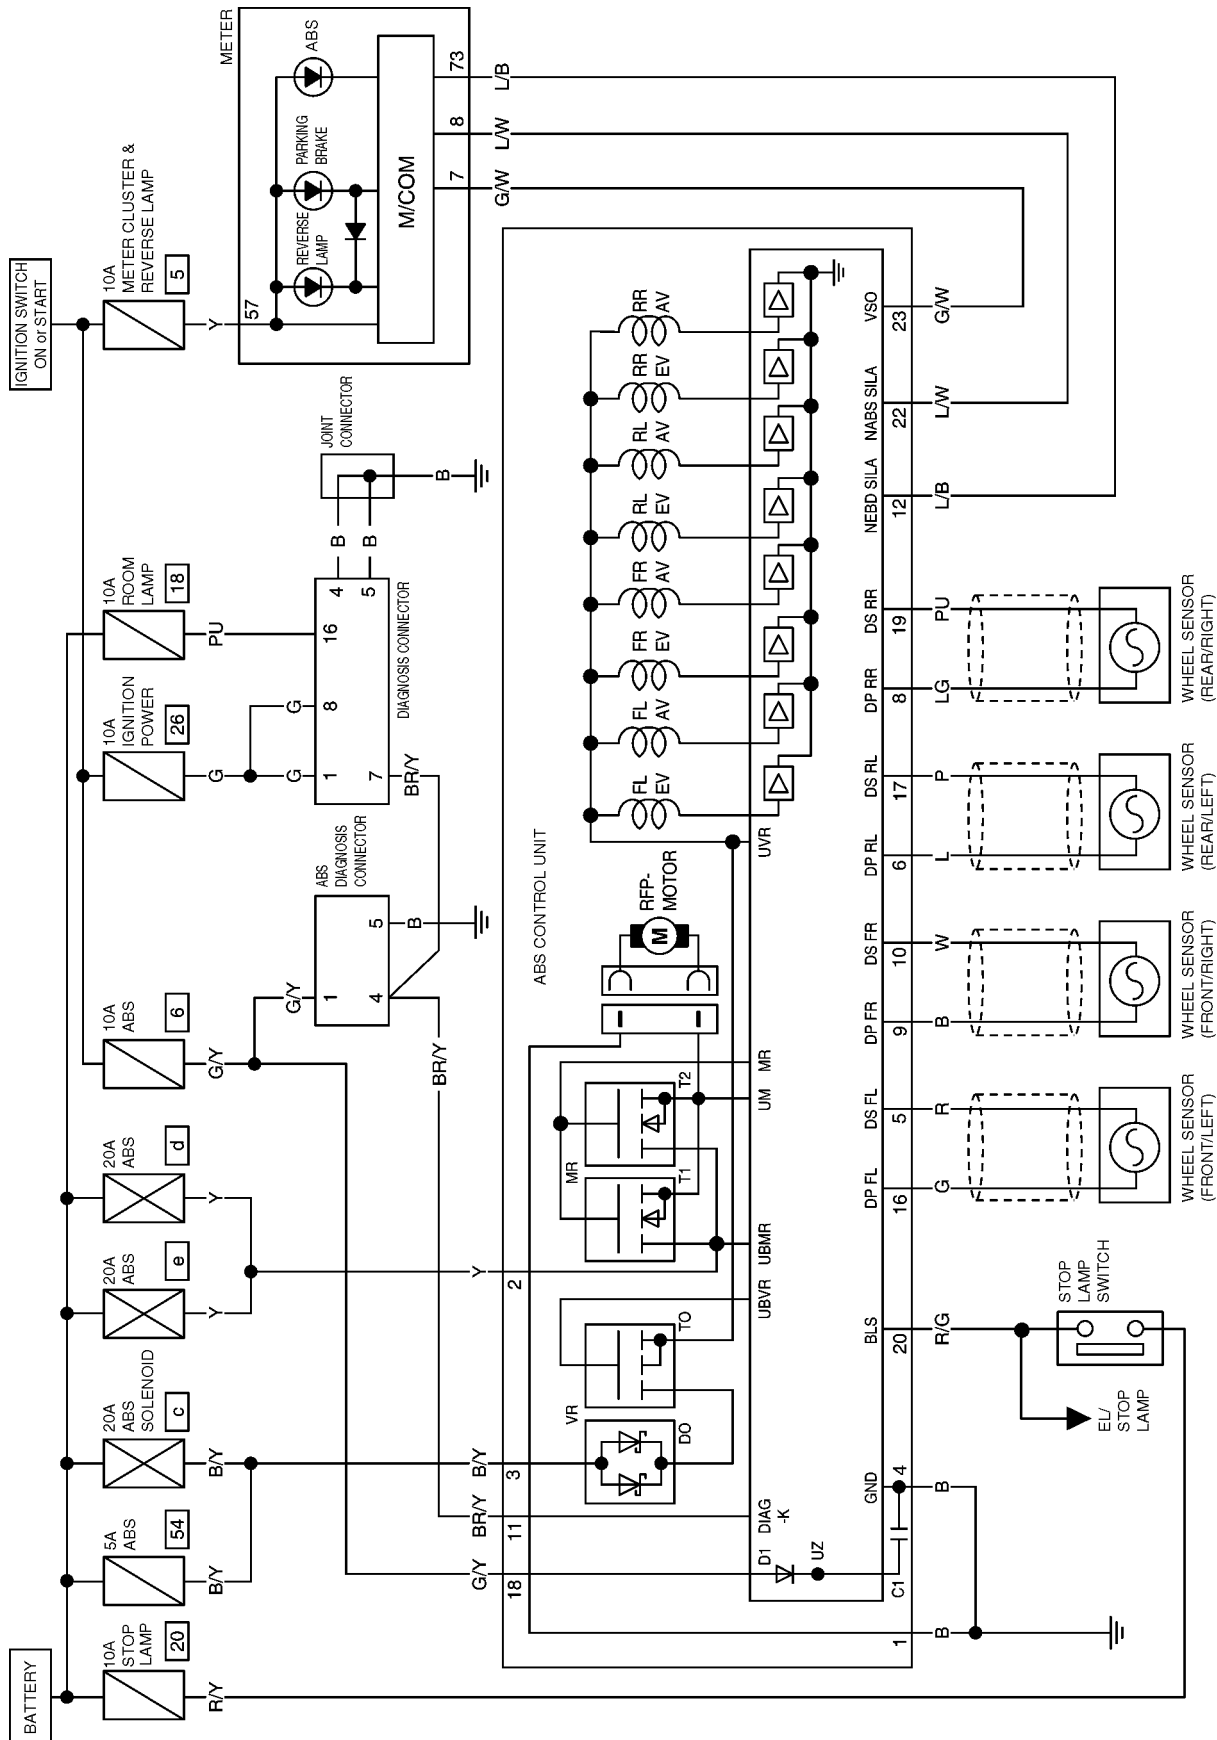 BATTERY
IGNITION SWITCH
ON or START
10A
STOP
LAMP
20
5A
ABS
54
20A
ABS
SOLENOID
c
20A
ABS
e
20A
ABS
d
10A
ABS
6
10A
IGNITION
POWER
26
10A
ROOM
LAMP
18
10A
METER CLUSTER &
REVERSE LAMP
5
R/Y
B/Y
B/Y
Y
Y
G/Y
G
PU
Y
METER
57
REVERSE
LAMP
PARKING
BRAKE
ABS
M/COM
7
8
73
G/W
L/W
L/B
G/Y
ABS
DIAGNOSIS
CONNECTOR
1
4
5
B
BR/Y
G
G
1
8
16
7
4
5
DIAGNOSIS CONNECTOR
BR/Y
B
B
JOINT
CONNECTOR
B
G/Y
BR/Y
B/Y
Y
18
11
3
2
ABS CONTROL UNIT
VR
DO
TO
MR
T1
T2
RFP-
MOTOR
M
FL
EV
FL
AV
FR
EV
FR
AV
RL
EV
RL
AV
RR
EV
RR
AV
D1
UZ
DIAG
-K
UBVR
UBMR
UM
MR
UVR
C1
GND
BLS
DP FL
DS FL
DP FR
DS FR
DP RL
DS RL
DP RR
DS RR
NEBD SILA
NABS SILA
VSO
1
4
20
16
5
9
10
6
17
8
19
12
22
23
B
B
R/G
G
R
B
W
L
P
LG
PU
L/B
L/W
G/W
EL/
STOP
LAMP
STOP
LAMP
SWITCH
WHEEL SENSOR
(FRONT/LEFT)
WHEEL SENSOR
(FRONT/RIGHT)
WHEEL SENSOR
(REAR/LEFT)
WHEEL SENSOR
(REAR/RIGHT)